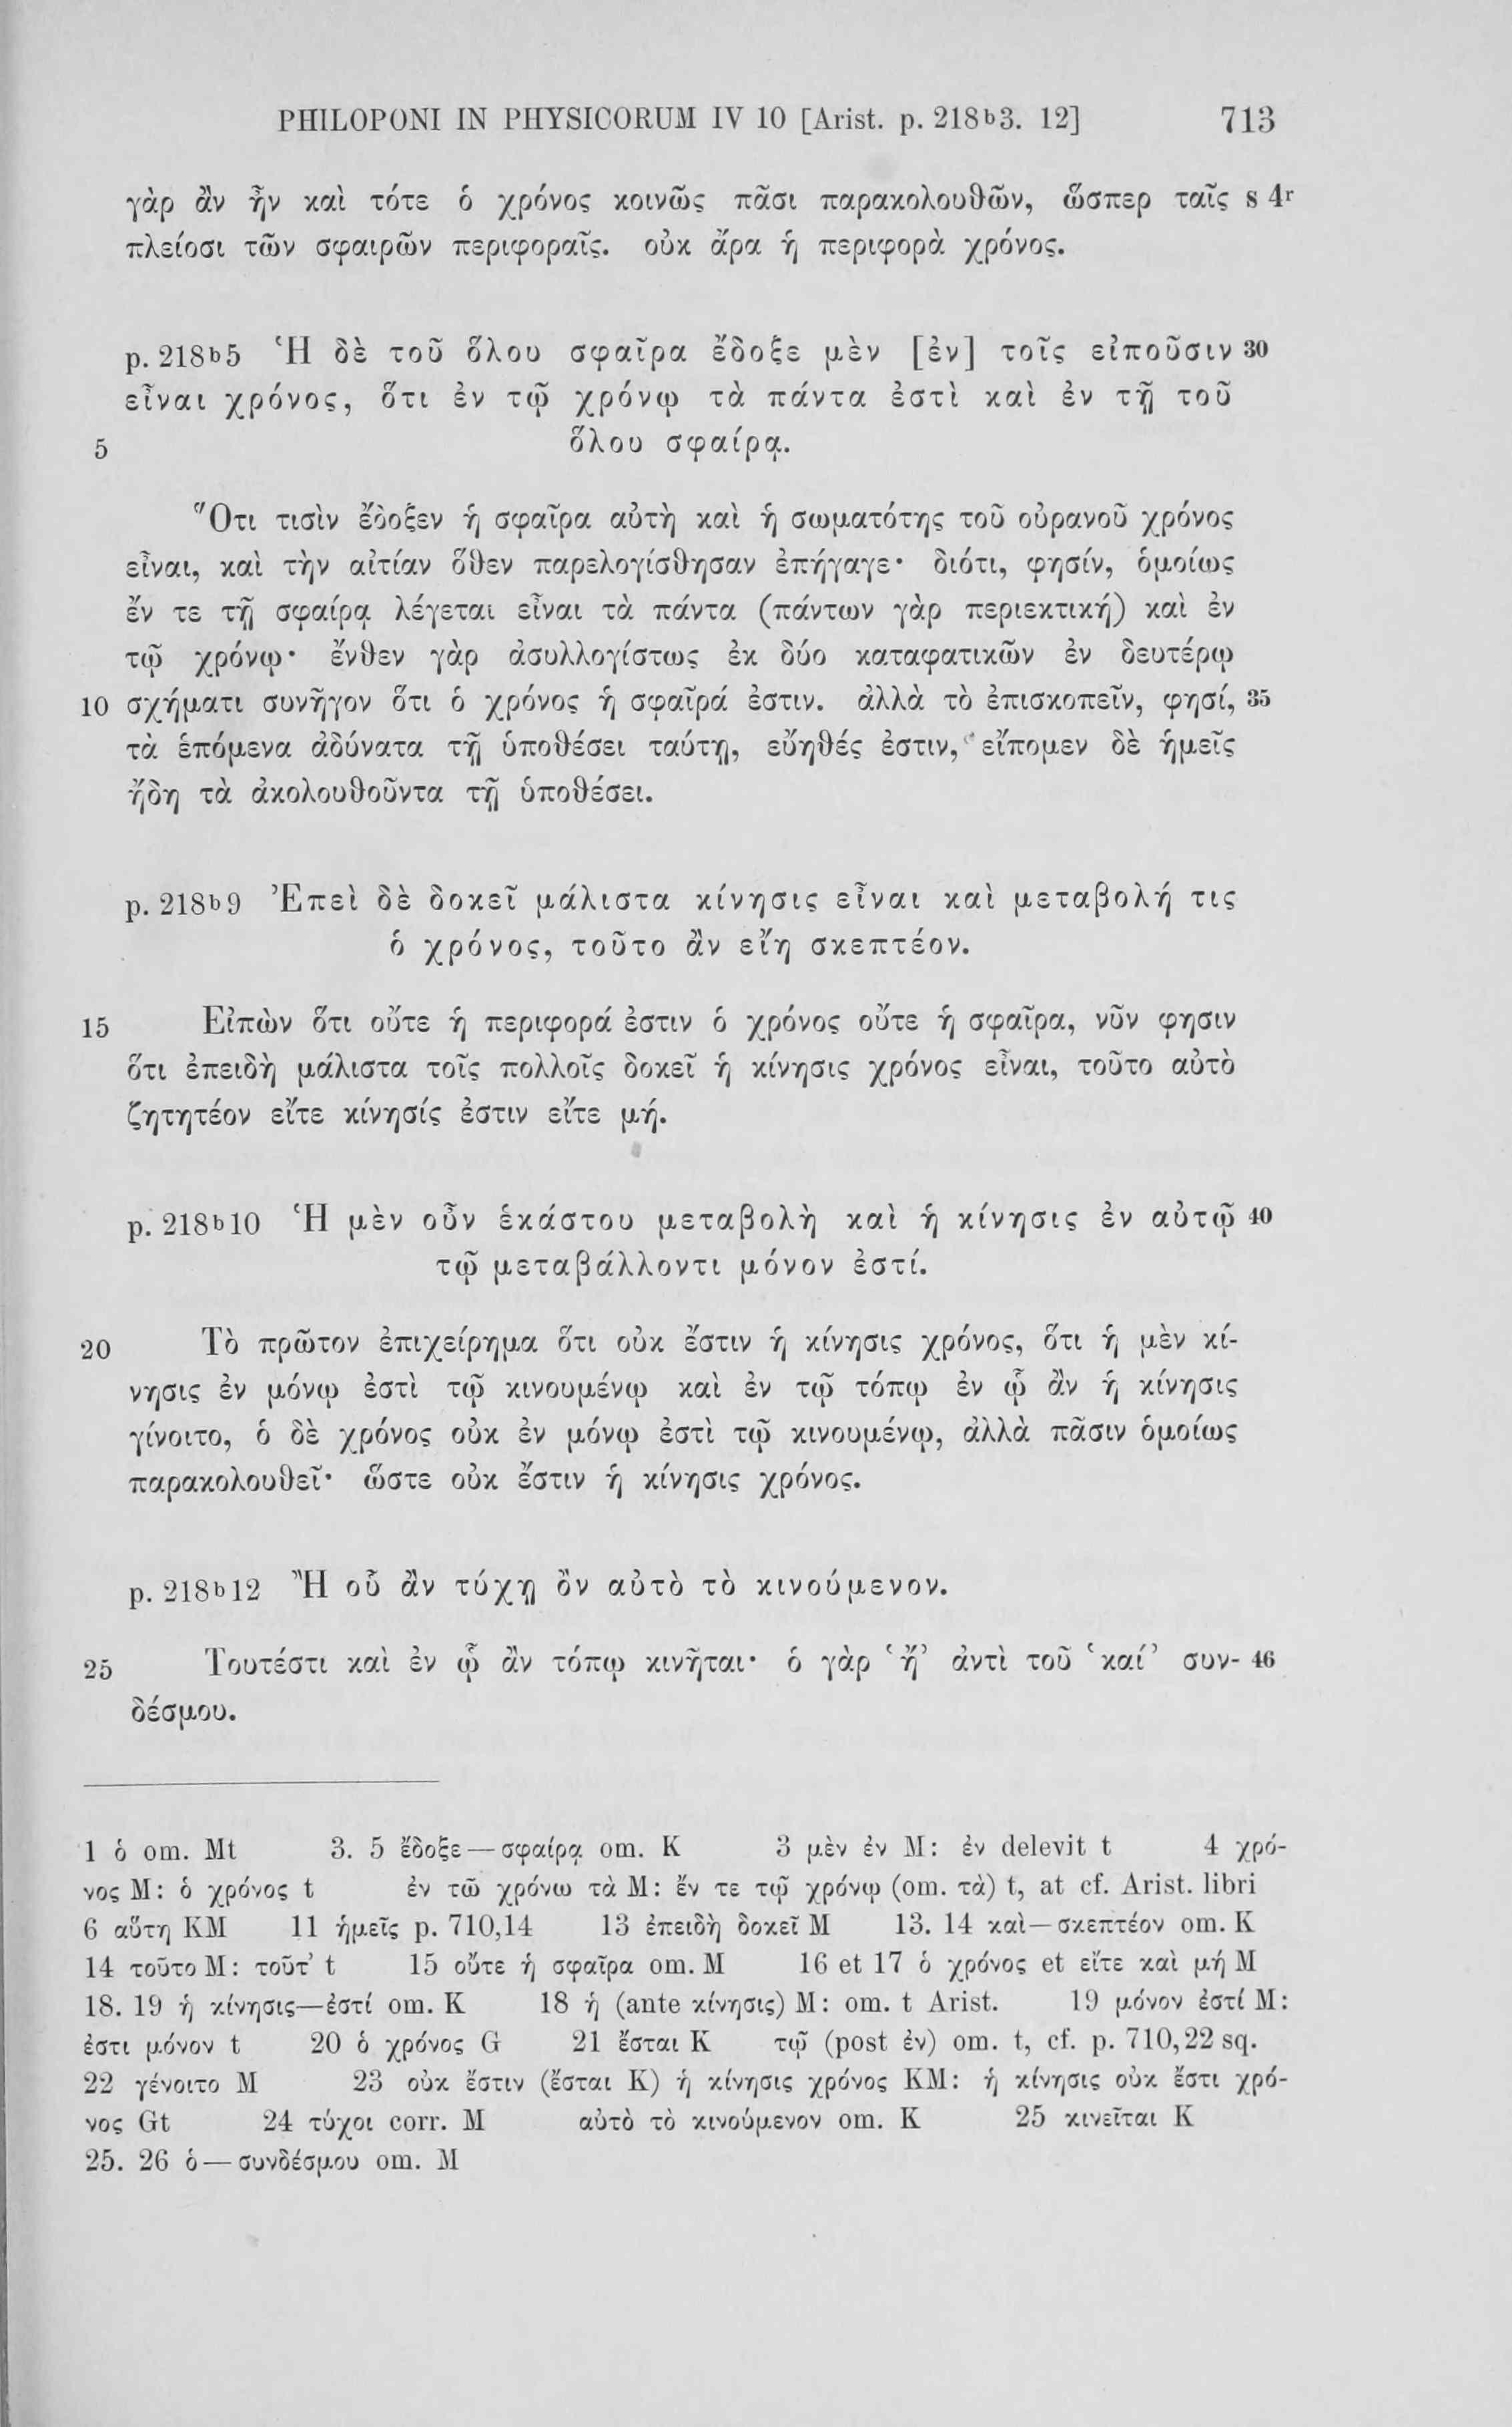 PHILOPONI IN PHYSICORUM IV 10 [Arist. p. 218b3. 12] 713
γὰρ ἂν ἦν καὶ τότε ὁ χρόνος κοινῶς πᾶσι παρακολουθῶν, ὥσπερ ταῖς s 4r
πλείοσι τῶν σφαιρῶν περιφοραῖς. οὐκ ἄρα ἡ περιφορὰ χρόνος.
p. 218b5 Ἡ δὲ τοῦ ὅλου σφαῖρα ἔδοξε μὲν [ἐν] τοῖς εἰποῦσιν 30
εἶναι χρόνος, ὅτι ἐν τῷ χρόνῳ τὰ πάντα ἐστὶ καὶ ἐν τῇ τοῦ
5 ὅλου σφαίρᾳ.
Ὅτι τισὶν ἔδοξεν ἡ σφαῖρα αὐτὴ καὶ ἡ σωματότης τοῦ οὐρανοῦ χρόνος
εἶναι, καὶ τὴν αἰτίαν ὅθεν παρελογίσθησαν ἐπήγαγε· διότι, φησίν, ὁμοίως
ἔν τε τῇ σφαίρᾳ λέγεται εἶναι τὰ πάντα (πάντων γὰρ περιεκτική) καὶ ἐν
τῷ χρόνῳ· ἔνθεν γὰρ ἀσυλλογίστως ἐκ δύο καταφατικῶν ἐν δευτέρῳ
10 σχήματι συνῆγον ὅτι ὁ χρόνος ἡ σφαῖρά ἐστιν. ἀλλὰ τὸ ἐπισκοπεῖν, φησί, 35
τὰ ἑπόμενα ἀδύνατα τῇ ὑποθέσει ταύτῃ, εὔηθές ἐστιν, εἴπομεν δὲ ἡμεῖς
ἤδη τὰ ἀκολουθοῦντα τῇ ὑποθέσει.
p. 218b9 Ἐπεὶ δὲ δοκεῖ μάλιστα κίνησις εἶναι καὶ μεταβολή τις
ὁ χρόνος, τοῦτο ἂν εἴη σκεπτέον.
15 Εἰπὼν ὅτι οὔτε ἡ περιφορά ἐστιν ὁ χρόνος οὔτε ἡ σφαῖρα, νῦν φησιν
ὅτι ἐπειδὴ μάλιστα τοῖς πολλοῖς δοκεῖ ἡ κίνησις χρόνος εἶναι, τοῦτο αὐτὸ
ζητητέον εἴτε κίνησίς ἐστιν εἴτε μή.
p. 218b10 Ἡ μὲν οὖν ἑκάστου μεταβολὴ καὶ ἡ κίνησις ἐν αὐτῷ 40
τῷ μεταβάλλοντι μόνον ἐστί.
20 Τὸ πρῶτον ἐπιχείρημα ὅτι οὐκ ἔστιν ἡ κίνησις χρόνος, ὅτι ἡ μὲν κί-
νησις ἐν μόνῳ ἐστὶ τῷ κινουμένῳ καὶ ἐν τῷ τόπῳ ἐν ᾧ ἂν ἡ κίνησις
γίνοιτο, ὁ δὲ χρόνος οὐκ ἐν μόνῳ ἐστὶ τῷ κινουμένῳ, ἀλλὰ πᾶσιν ὁμοίως
παρακολουθεῖ· ὥστε οὐκ ἔστιν ἡ κίνησις χρόνος.
p. 218b12 Ἢ οὗ ἂν τύχῃ ὂν αὐτὸ τὸ κινούμενον.
25 Τουτέστι καὶ ἐν ᾧ ἂν τόπῳ κινῆται· ὁ γὰρ ‘ἤ’ ἀντὶ τοῦ ‘καί’ συν- 46
δέσμου.
1 ὁ om. Mt 3. 5 ἔδοξε — σφαίρᾳ om. K 3 μὲν ἐν M: ἐν delevit t 4 χρό-
νος M: ὁ χρόνος t ἐν τῶ χρόνω τὰ M: ἔν τε τῷ χρόνῳ (om. τὰ) t, at cf. Arist. libri
6 αὕτη KM 11 ἡμεῖς p. 710,14 13 ἐπειδὴ δοκεῖ M 13. 14 καὶ — σκεπτέον om. K
14 τοῦτο M: τοῦτ’ t 15 οὔτε ἡ σφαῖρα om. M 16 et 17 ὁ χρόνος et εἴτε καὶ μή M
18. 19 ἡ κίνησις—ἐστί om. K 18 ἡ (ante κίνησις) M: om. t Arist. 19 μόνον ἐστί M:
ἐστι μόνον t 20 ὁ χρόνος G 21 ἔσται K τῷ (post ἐν) om. t, cf. p. 710,22 sq.
22 γένοιτο M 23 οὐκ ἔστιν (ἔσται K) ἡ κίνησις χρόνος KM: ἡ κίνησις οὐκ ἔστι χρό-
νος Gt 24 τύχοι corr. M αὐτὸ τὸ κινούμενον om. K 25 κινεῖται K
25. 26 ὁ — συνδέσμου om. M